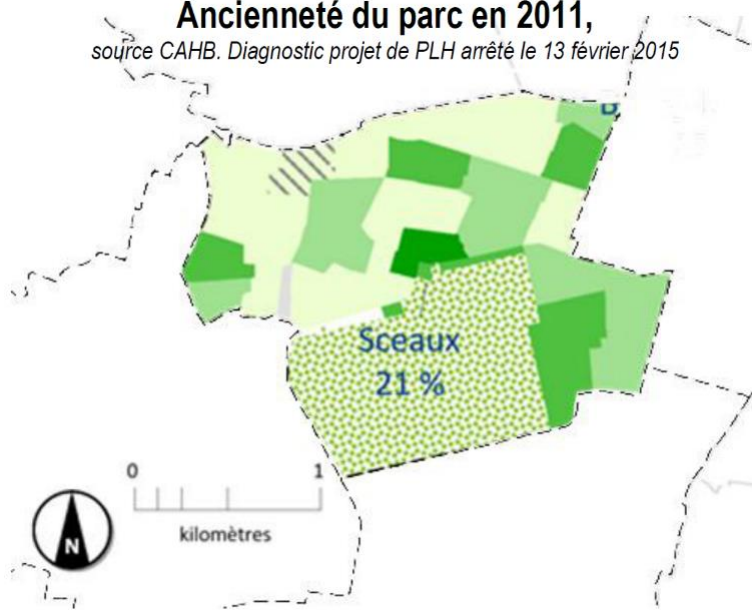 Ancienneté du parc en 2011,
source CAHB. Diagnostic projet de PLH arrêté le 13 février 2015
Sceaux
21 %
0 1
kilomètres
N